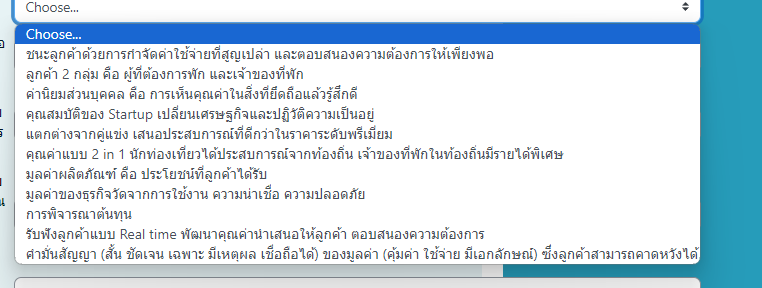 Choose...
Choose...
ชนะลูกค้าด้วยการกำจัดค่าใช้จ่ายที่สูญเปล่า และตอบสนองความต้องการให้เพียงพอ
ลูกค้า 2 กลุ่ม คือ ผู้ที่ต้องการพัก และเจ้าของที่พัก
ค่านิยมส่วนบุคคล คือ การเห็นคุณค่าในสิ่งที่ยึดถือแล้วรู้สึกดี
คุณสมบัติของ Startup เปลี่ยนเศรษฐกิจและปฏิวัติความเป็นอยู่
แตกต่างจากคู่แข่ง เสนอประสบการณ์ที่ดีกว่าในราคาระดับพรีเมี่ยม
คุณค่าแบบ 2 in 1 นักท่องเที่ยวได้ประสบการณ์จากท้องถิ่น เจ้าของที่พักในท้องถิ่นมีรายได้พิเศษ
มูลค่าผลิตภัณฑ์ คือ ประโยชน์ที่ลูกค้าได้รับ
มูลค่าของธุรกิจวัดจากการใช้งาน ความน่าเชื่อ ความปลอดภัย
การพิจารณาต้นทุน
รับฟังลูกค้าแบบ Real time พัฒนาคุณค่านำเสนอให้ลูกค้า ตอบสนองความต้องการ
คำมั่นสัญญา (สั้น ชัดเจน เฉพาะ มีเหตุผล เชื่อถือได้) ของมูลค่า (คุ้มค่า ใช้จ่าย มีเอกลักษณ์) ซึ่งลูกค้าสามารถคาดหวังได้